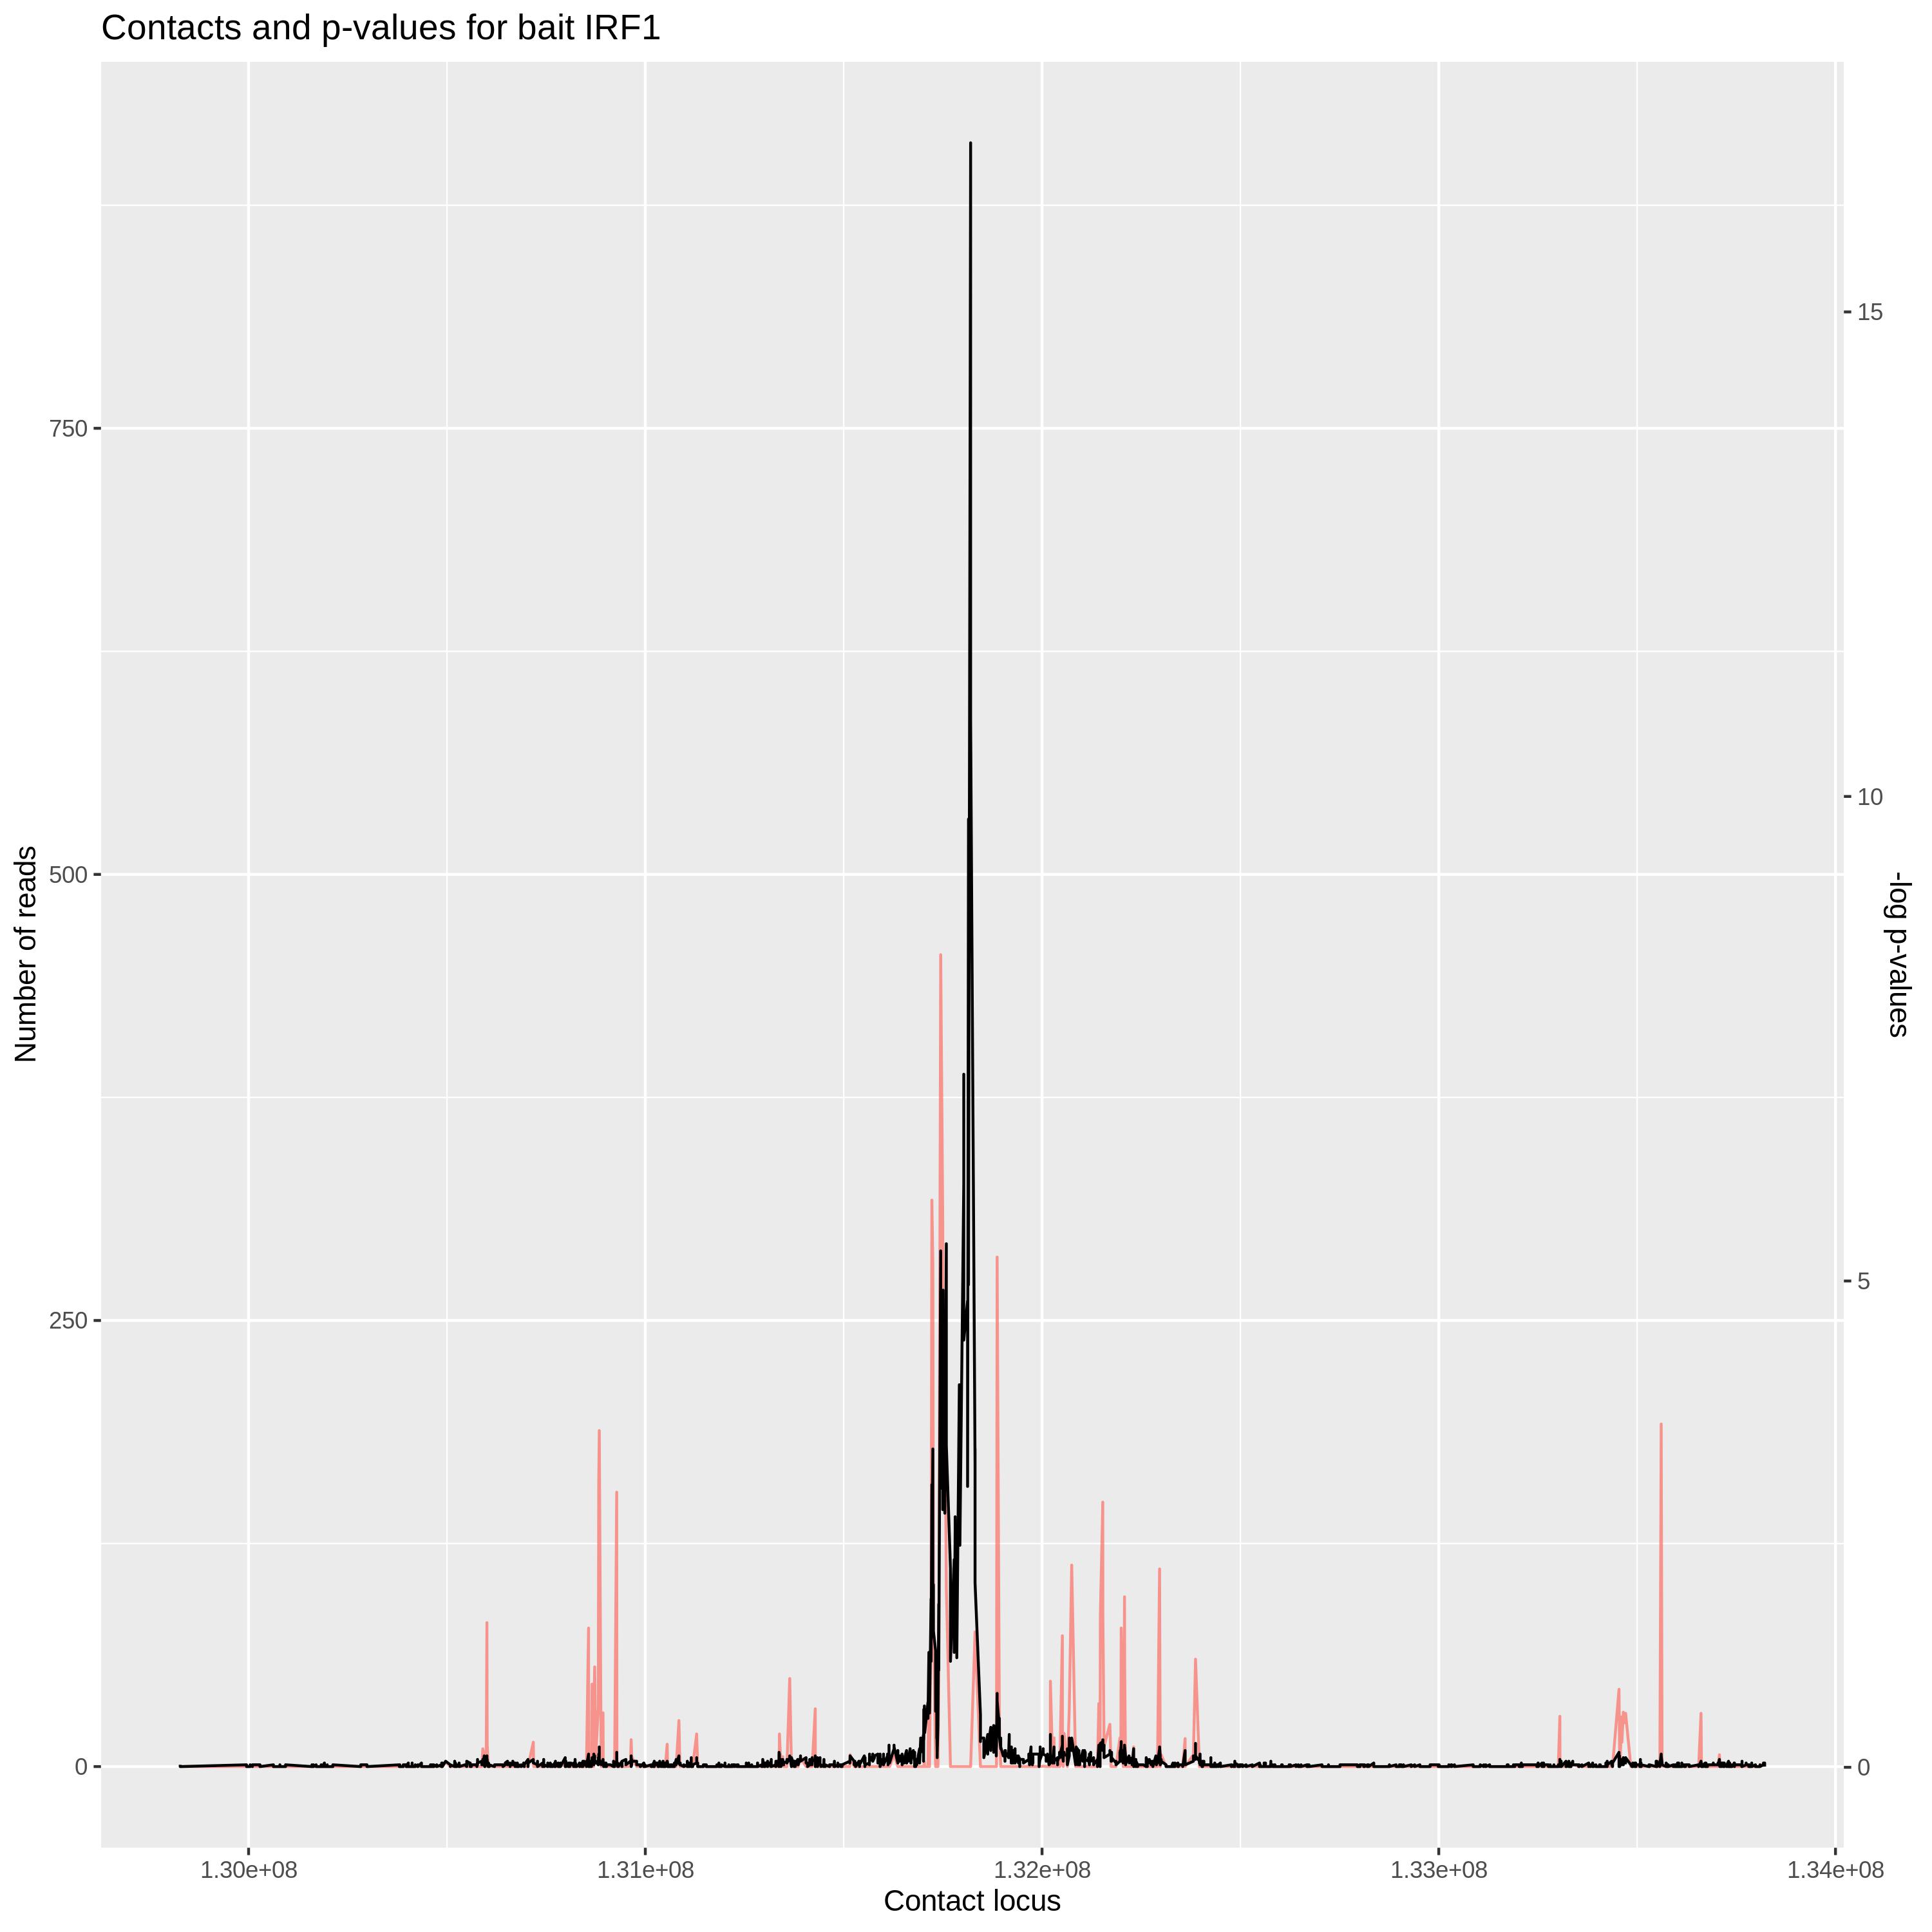 Contacts and p-values for bait IRF1
Number of reads
750
500
250
0
15
10
5
0
-log p-values
1.30e+08 1.31e+08 1.32e+08 1.33e+08 1.34e+08
Contact locus